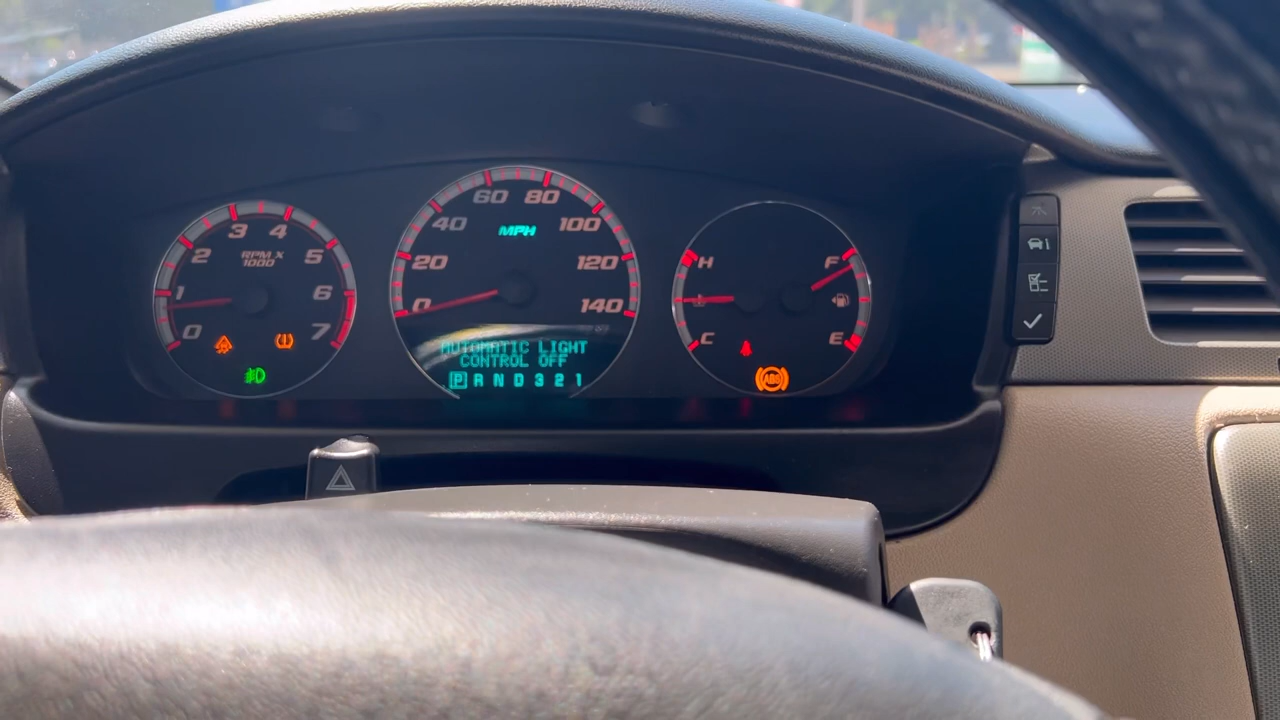 3 4
2 5
RPM X
1000
1 6
0 7
60 80
40 100
MPH
20 120
0 140
AUTOMATIC LIGHT
CONTROL OFF
P R N D 3 2 1
H F
C E
ABS